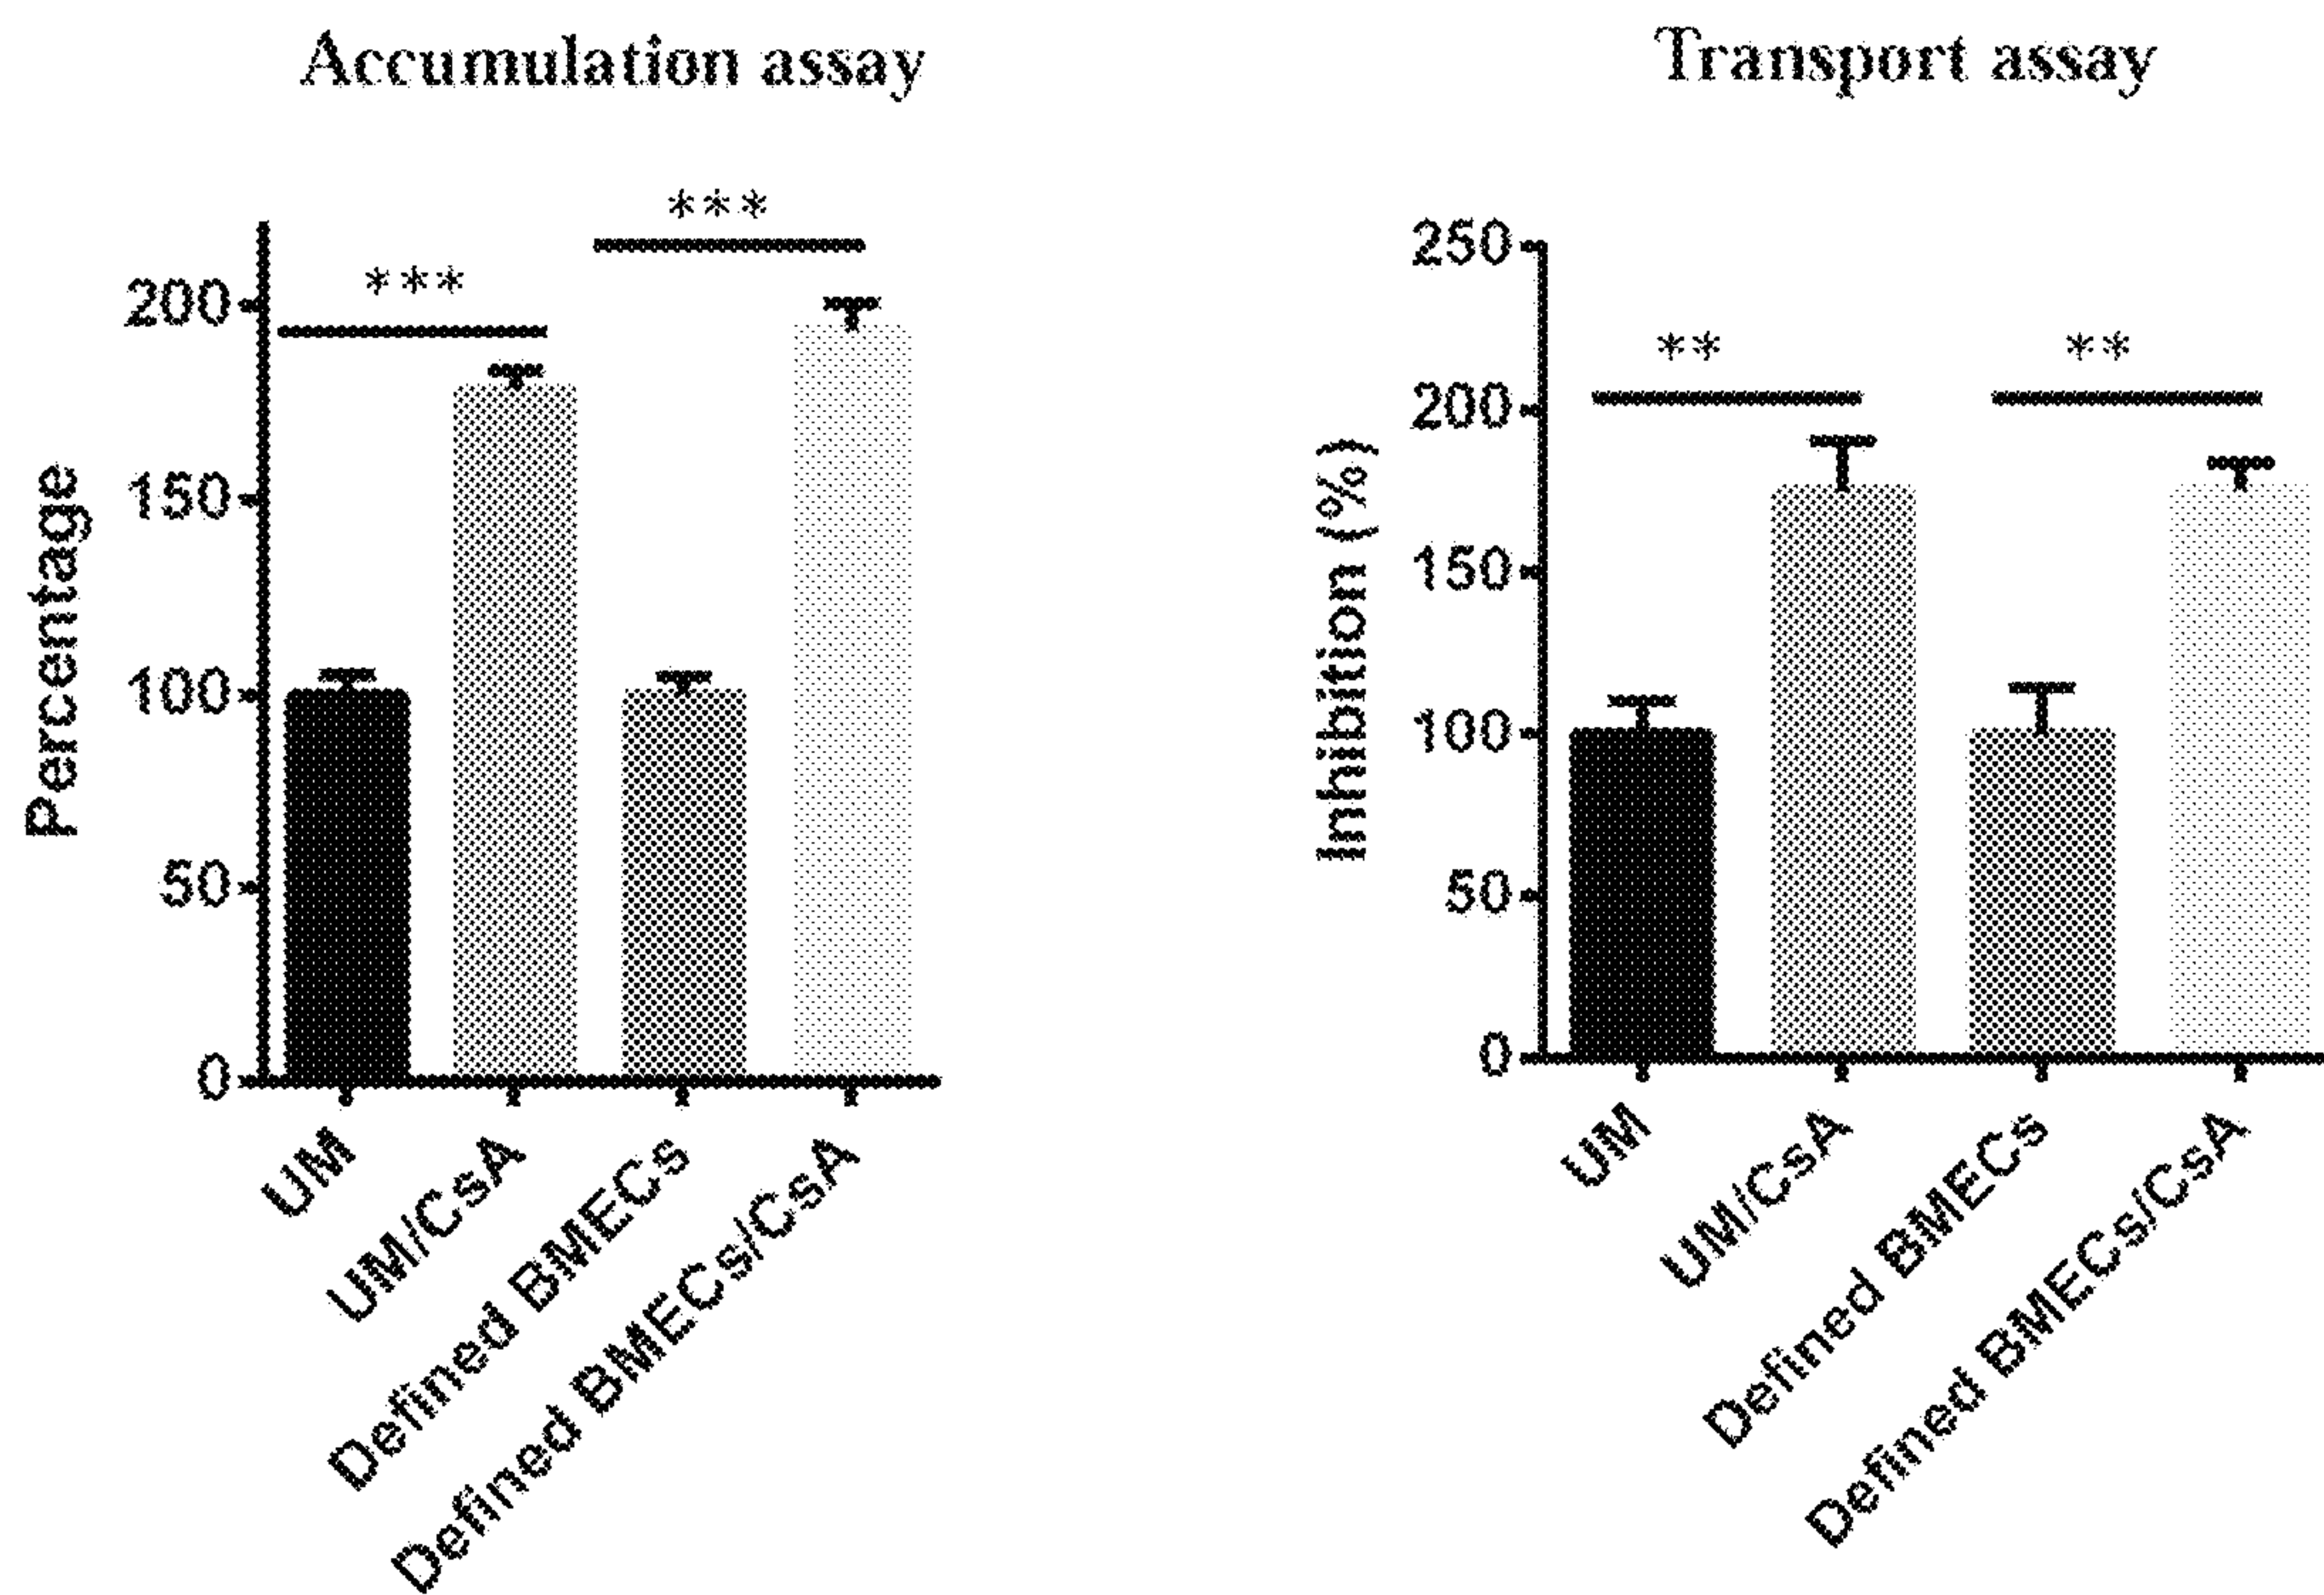 Accumulation assay
***
***
200
150
100
50
0
Percentage
UM
UM/CsA
Defined BMECs
Defined BMECs/CsA
Transport assay
250
**
**
200
150
100
50
0
Inhibition (%)
UM
UM/CsA
Defined BMECs
Defined BMECs/CsA